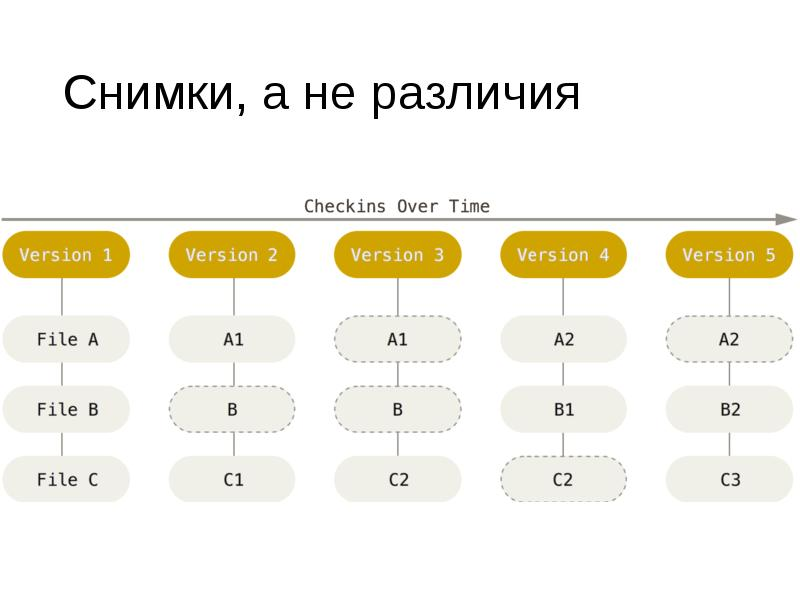 Снимки, а не различия
Checkins Over Time
Version 1 Version 2 Version 3 Version 4 Version 5
File A A1 A1 A2 A2
File B B B B1 B2
File C C1 C2 C2 C3